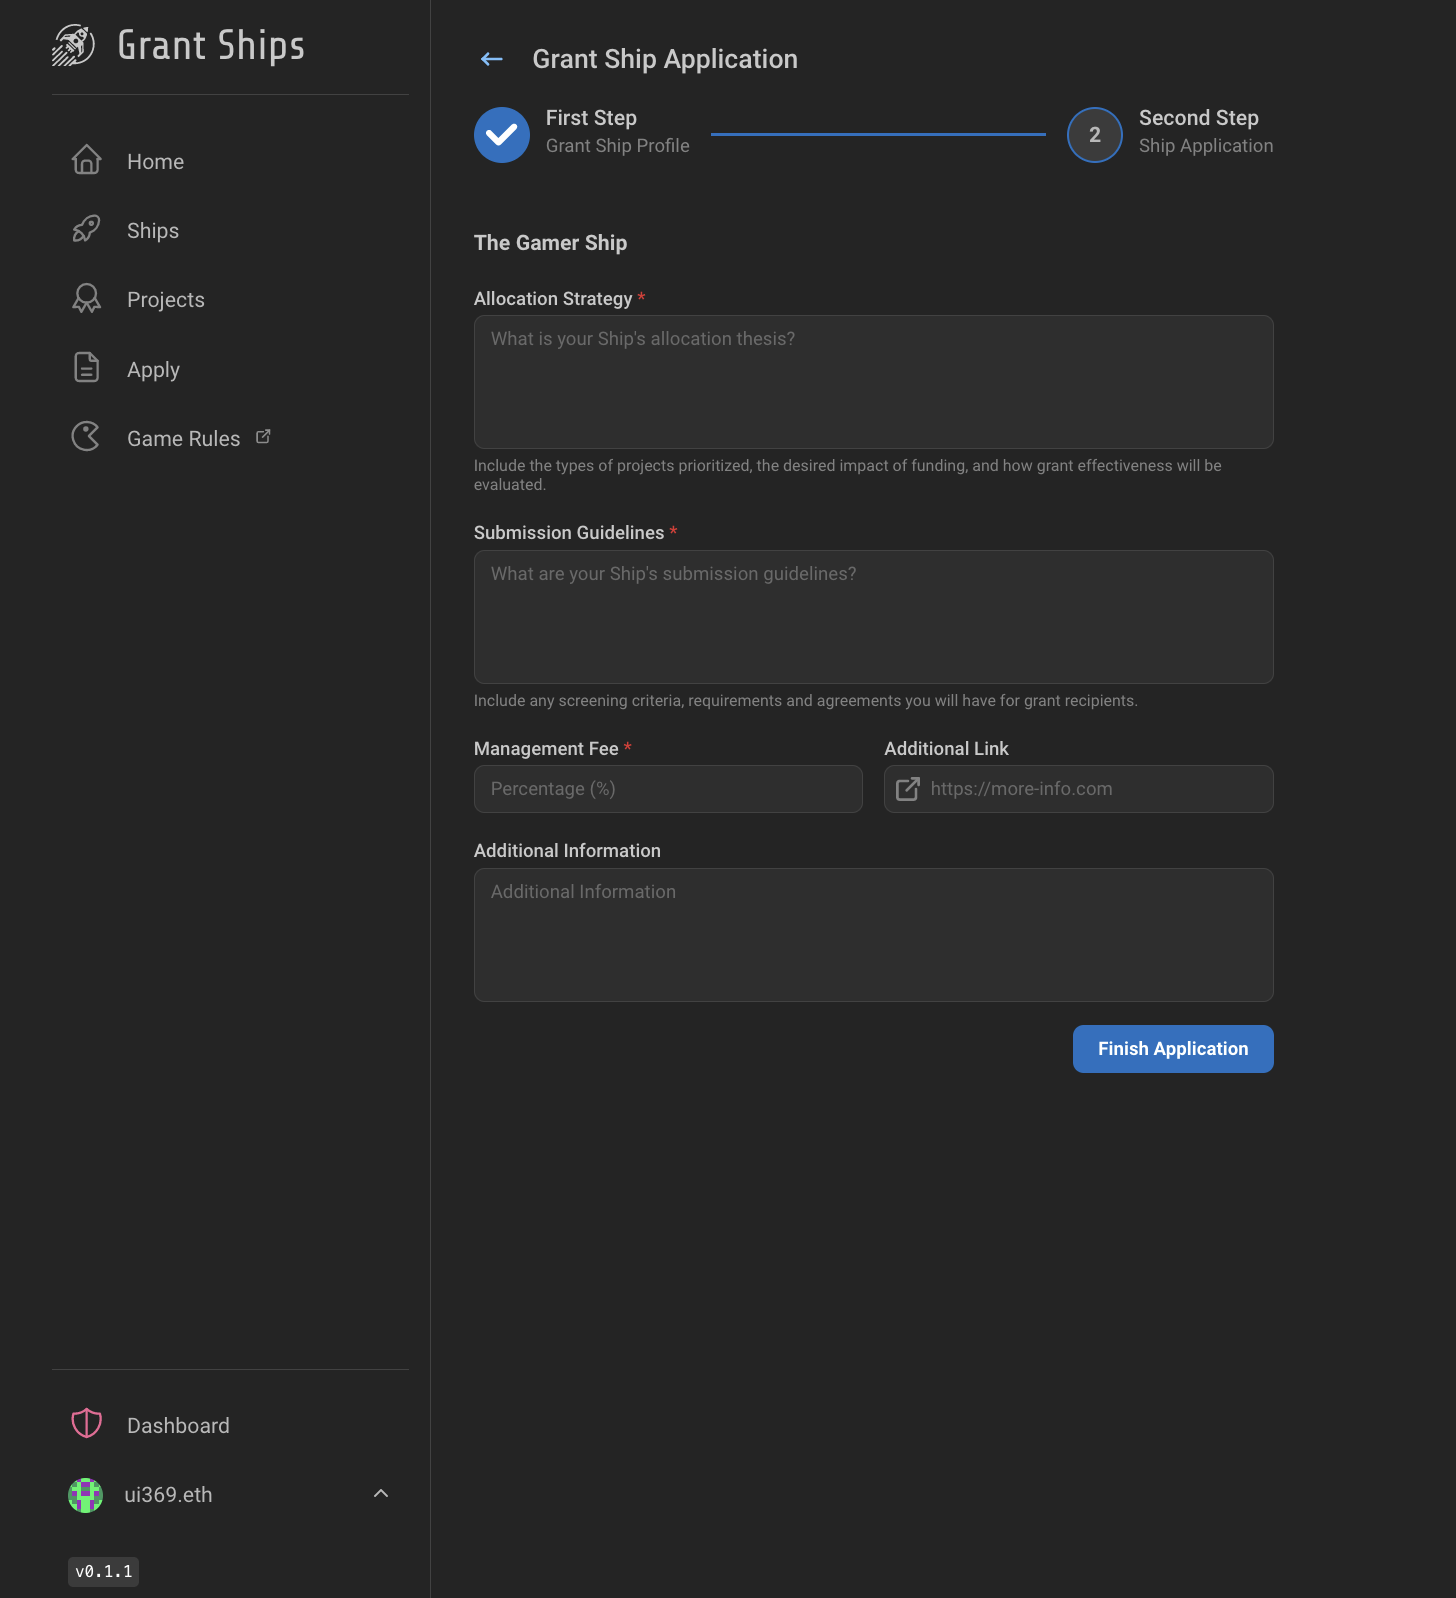 Grant Ships
Home
Ships
Projects
Apply
Game Rules
Dashboard
ui369.eth
v0.1.1
Grant Ship Application
First Step
Grant Ship Profile
2
Second Step
Ship Application
The Gamer Ship
Allocation Strategy *
What is your Ship's allocation thesis?
Include the types of projects prioritized, the desired impact of funding, and how grant effectiveness will be
evaluated.
Submission Guidelines *
What are your Ship's submission guidelines?
Include any screening criteria, requirements and agreements you will have for grant recipients.
Management Fee *
Percentage (%)
Additional Link
https://more-info.com
Additional Information
Additional Information
Finish Application